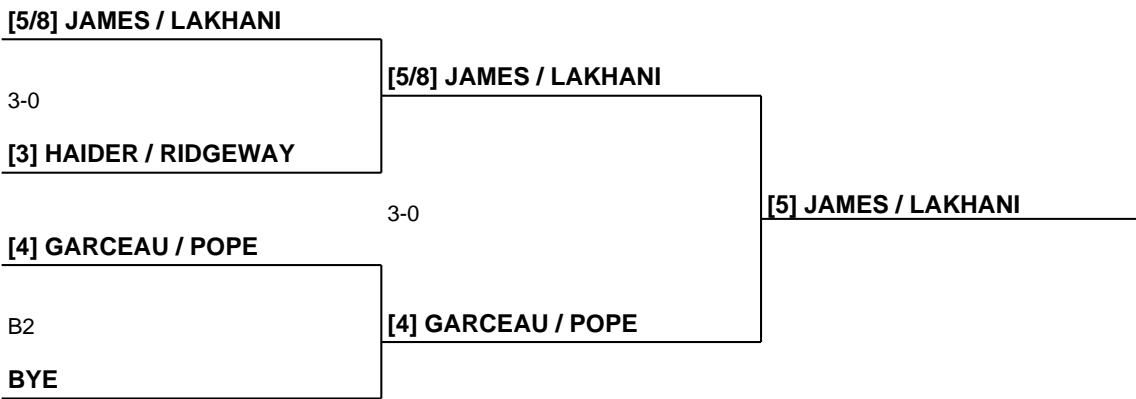 [5/8] JAMES / LAKHANI
[5/8] JAMES / LAKHANI
3-0
[3] HAIDER / RIDGEWAY
3-0
[5] JAMES / LAKHANI
[4] GARCEAU / POPE
B2
[4] GARCEAU / POPE
BYE